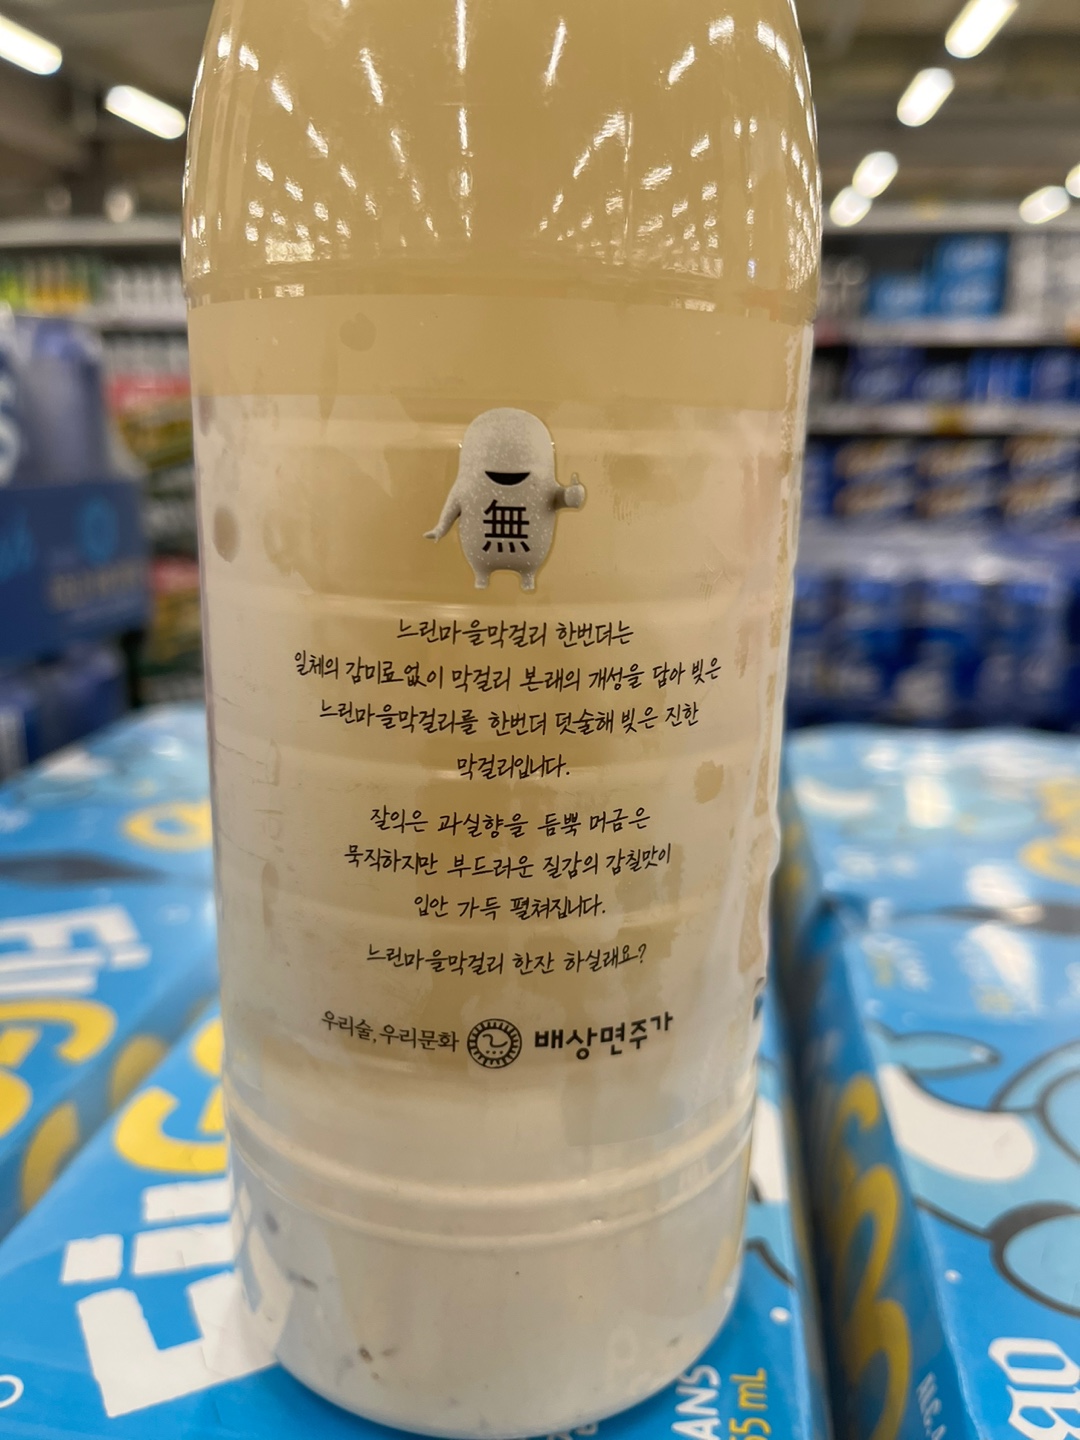 無
느린마을막걸리 한번더는
일체의 감미료없이 막걸리 본래의 개성을 담아 빚은
느린마을막걸리를 한번더 덧술해 빚은 진한
막걸리입니다.
잘익은 과실향을 듬뿍 머금은
묵직하지만 부드러운 질감의 감칠맛이
입안 가득 펼쳐집니다.
느린마을막걸리 한잔 하실래요?
우리술, 우리문화 배상면주가
FiLGOOD
FiLGO
ANS
55 mL
ALC.